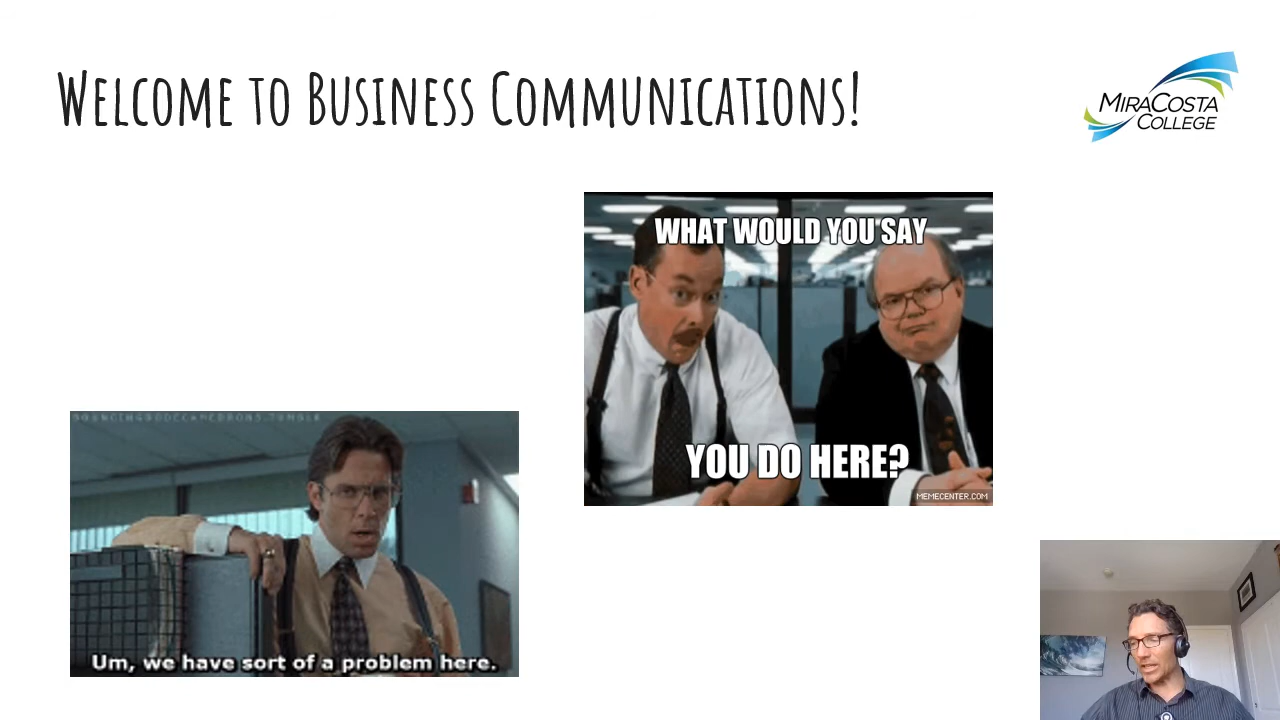 Welcome to Business Communications!
MiraCosta
College
WHAT WOULD YOU SAY
YOU DO HERE?
MEMECENTER.COM
Um, we have sort of a problem here.